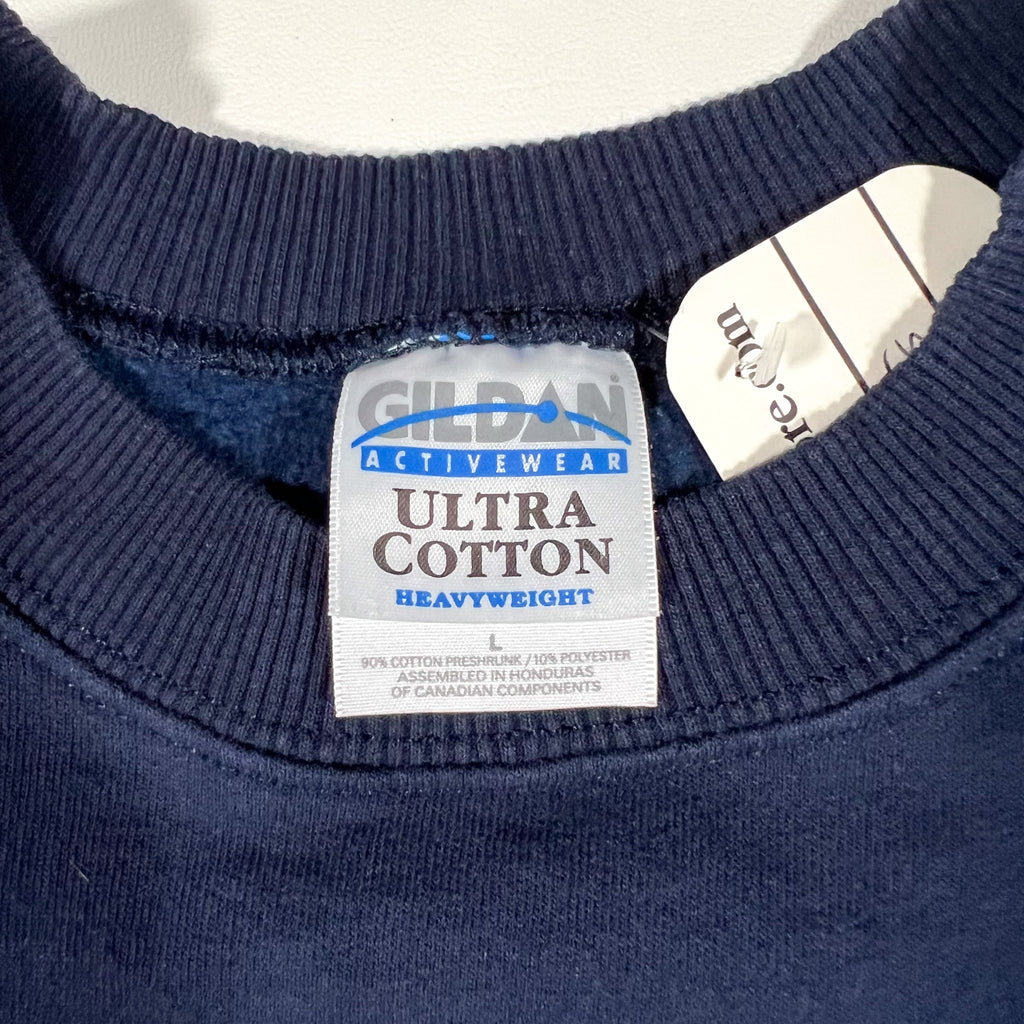 GILDAN®
ACTIVEWEAR
ULTRA
COTTON
HEAVYWEIGHT
L
90% COTTON PRESHRUNK / 10% POLYESTER
ASSEMBLED IN HONDURAS
OF CANADIAN COMPONENTS